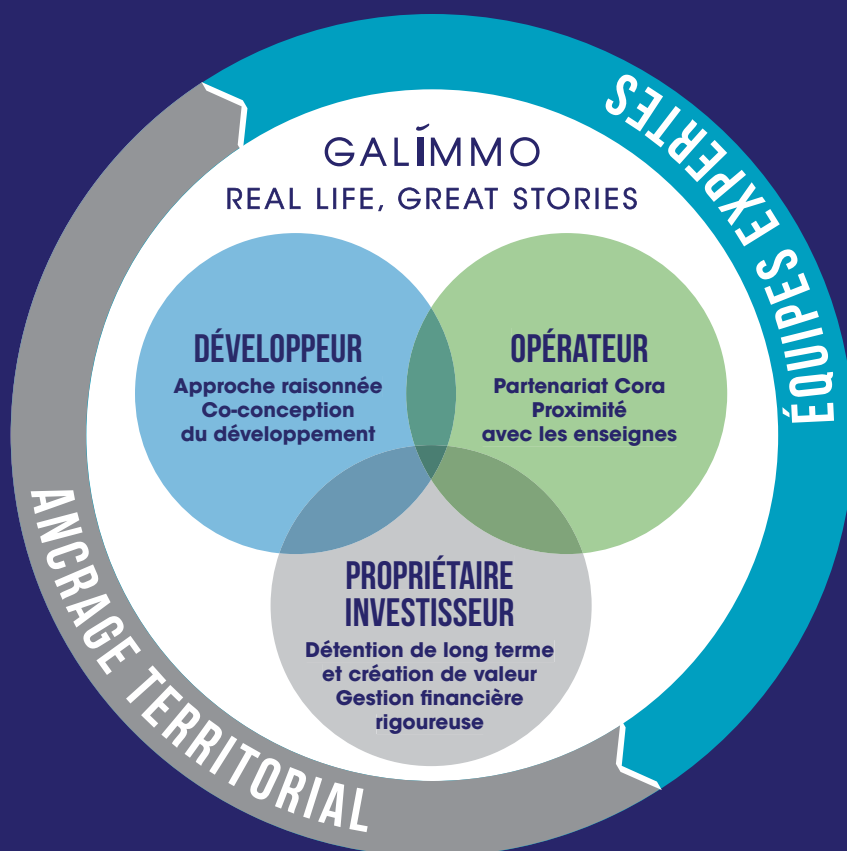 GALIMMO
REAL LIFE, GREAT STORIES
DÉVELOPPEUR
Approche raisonnée
Co-conception
du développement
OPÉRATEUR
Partenariat Cora
Proximité
avec les enseignes
PROPRIÉTAIRE
INVESTISSEUR
Détention de long terme
et création de valeur
Gestion financière
rigoureuse
ÉQUIPES EXPERTES
ANCRAGE TERRITORIAL